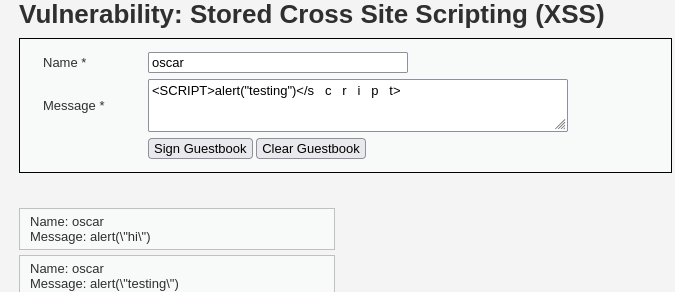 Vulnerability: Stored Cross Site Scripting (XSS)
Name *
oscar
Message *
<SCRIPT>alert("testing")</s c r i p t>
Sign Guestbook
Clear Guestbook
Name: oscar
Message: alert(\"hi\")
Name: oscar
Message: alert(\"testing\")